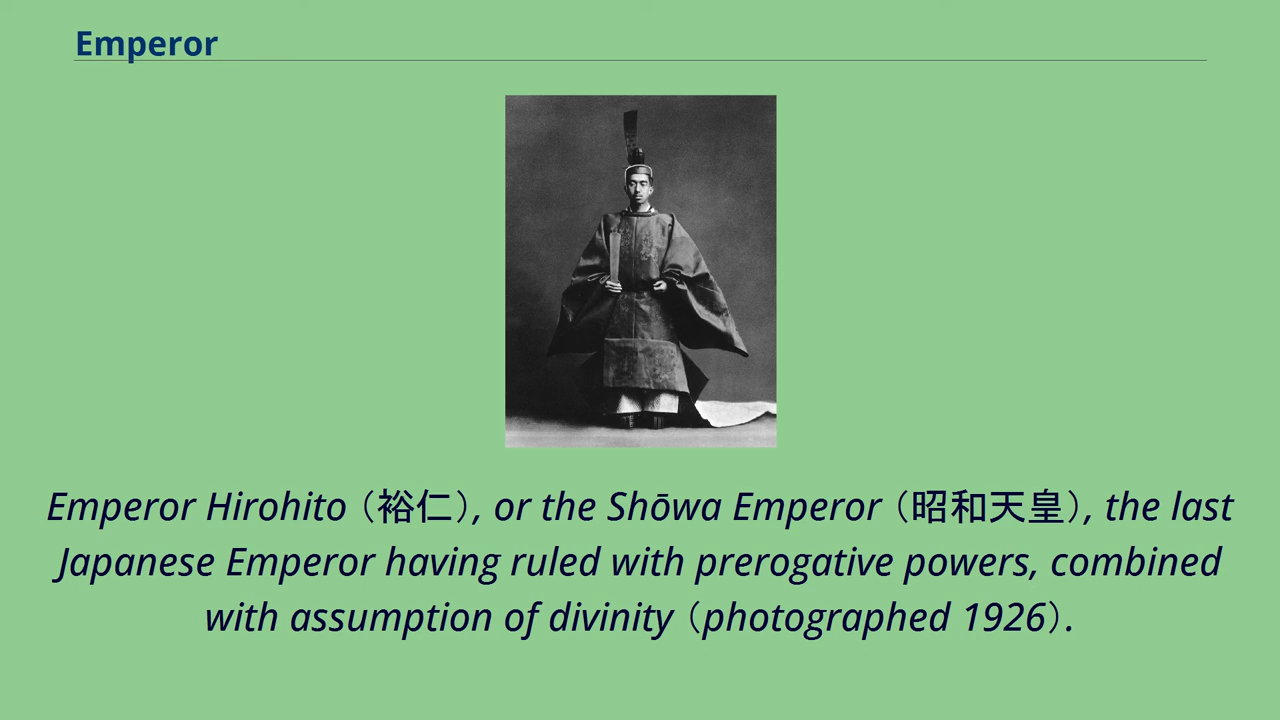 Emperor
Emperor Hirohito（裕仁）, or the Shōwa Emperor（昭和天皇）, the last
Japanese Emperor having ruled with prerogative powers, combined
with assumption of divinity（photographed 1926）.